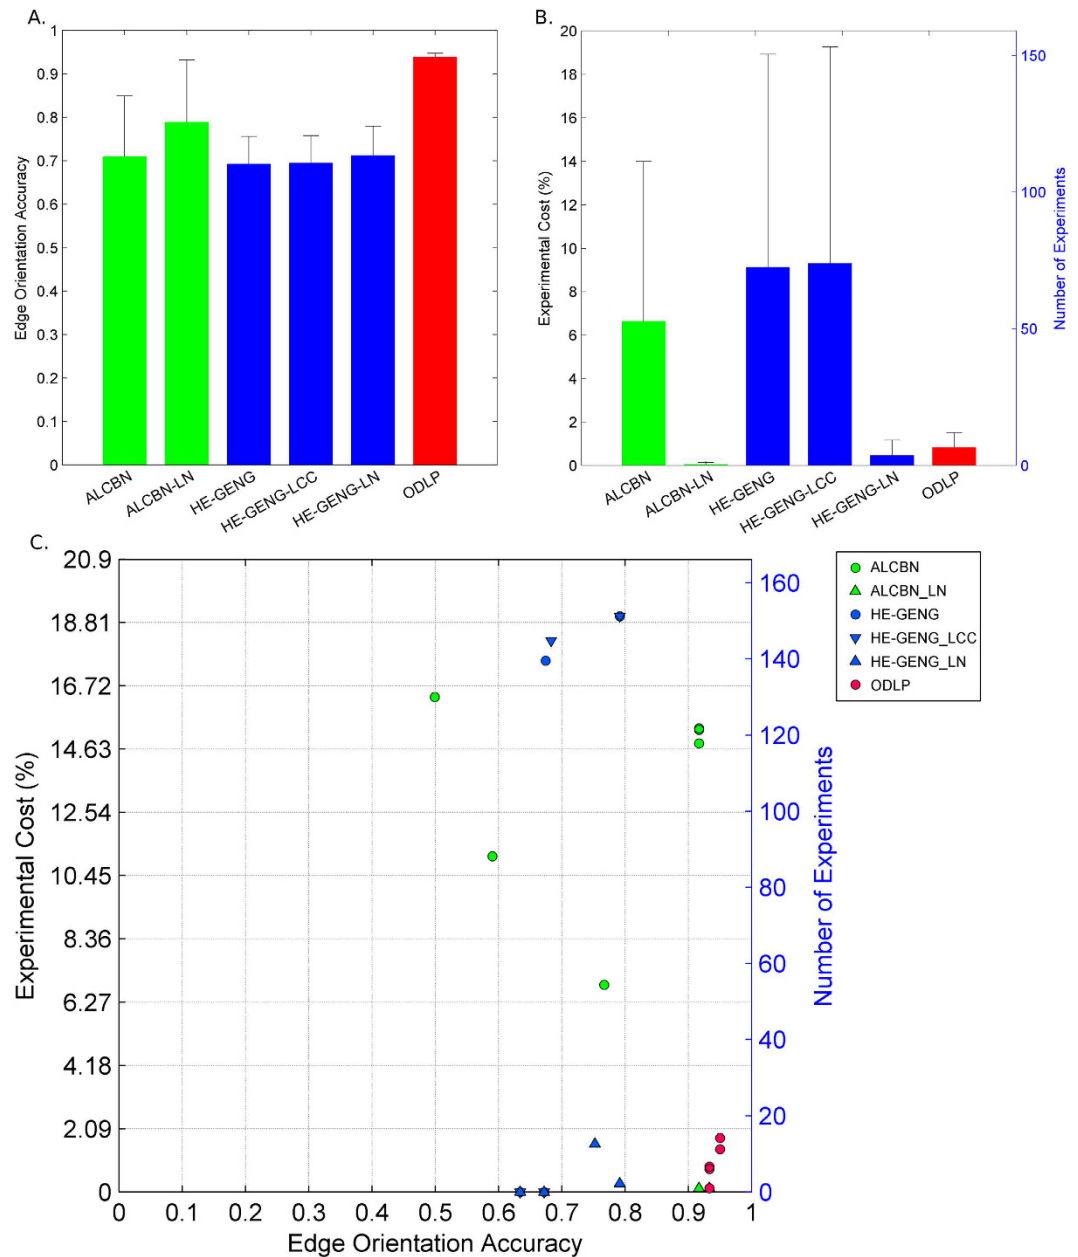 A.
1
0.9
0.8
0.7
0.6
0.5
0.4
0.3
0.2
0.1
0
Edge Orientation Accuracy
ALCBN
ALCBN-LN
HE-GENG
HE-GENG-LCC
HE-GENG-LN
ODLP
B.
20
18
16
14
12
10
8
6
4
2
0
Experimental Cost (%)
150
100
50
0
Number of Experiments
ALCBN
ALCBN-LN
HE-GENG
HE-GENG-LCC
HE-GENG-LN
ODLP
C.
20.9
18.81
16.72
14.63
12.54
10.45
8.36
6.27
4.18
2.09
0
Experimental Cost (%)
0
0.1
0.2
0.3
0.4
0.5
0.6
0.7
0.8
0.9
1
Edge Orientation Accuracy
160
140
120
100
80
60
40
20
0
Number of Experiments
ALCBN
ALCBN_LN
HE-GENG
HE-GENG_LCC
HE-GENG_LN
ODLP